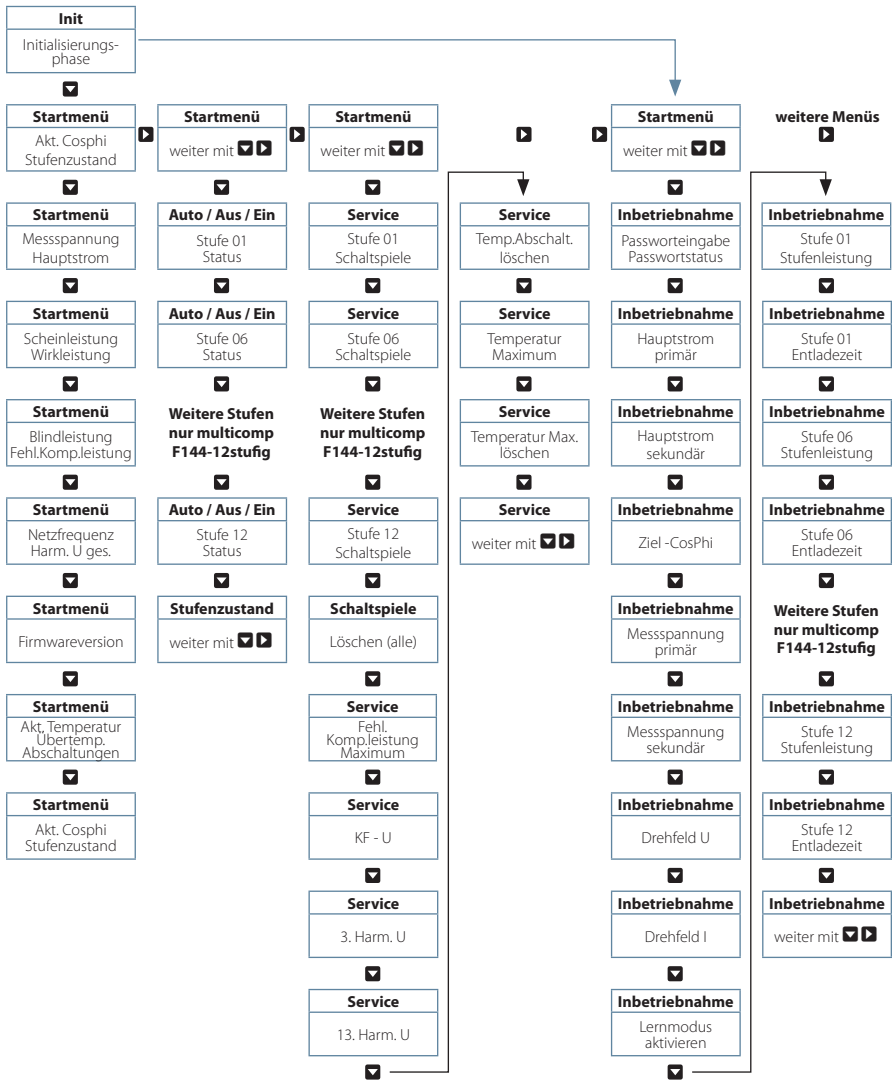 Init
Initialisierungs-
phase
Startmenü
Akt. Cosphi
Stufenzustand
Startmenü
Messspannung
Hauptstrom
Startmenü
Scheinleistung
Wirkleistung
Startmenü
Blindleistung
Fehl.Komp.leistung
Startmenü
Netzfrequenz
Harm. U ges.
Startmenü
Firmwareversion
Startmenü
Akt. Temperatur
Übertemp.
Abschaltungen
Startmenü
Akt. Cosphi
Stufenzustand
Startmenü
weiter mit
Auto / Aus / Ein
Stufe 01
Status
Auto / Aus / Ein
Stufe 06
Status
Weitere Stufen
nur multicomp
F144-12stufig
Auto / Aus / Ein
Stufe 12
Status
Stufenzustand
weiter mit
Startmenü
weiter mit
Service
Stufe 01
Schaltspiele
Service
Stufe 06
Schaltspiele
Weitere Stufen
nur multicomp
F144-12stufig
Service
Stufe 12
Schaltspiele
Schaltspiele
Löschen (alle)
Service
Fehl.
Komp.leistung
Maximum
Service
KF - U
Service
3. Harm. U
Service
13. Harm. U
Service
Temp.Abschalt.
löschen
Service
Temperatur
Maximum
Service
Temperatur Max.
löschen
Service
weiter mit
Startmenü
weiter mit
Inbetriebnahme
Passworteingabe
Passwortstatus
Inbetriebnahme
Hauptstrom
primär
Inbetriebnahme
Hauptstrom
sekundär
Inbetriebnahme
Ziel -CosPhi
Inbetriebnahme
Messspannung
primär
Inbetriebnahme
Messspannung
sekundär
Inbetriebnahme
Drehfeld U
Inbetriebnahme
Drehfeld I
Inbetriebnahme
Lernmodus
aktivieren
weitere Menüs
Inbetriebnahme
Stufe 01
Stufenleistung
Inbetriebnahme
Stufe 01
Entladezeit
Inbetriebnahme
Stufe 06
Stufenleistung
Inbetriebnahme
Stufe 06
Entladezeit
Weitere Stufen
nur multicomp
F144-12stufig
Inbetriebnahme
Stufe 12
Stufenleistung
Inbetriebnahme
Stufe 12
Entladezeit
Inbetriebnahme
weiter mit